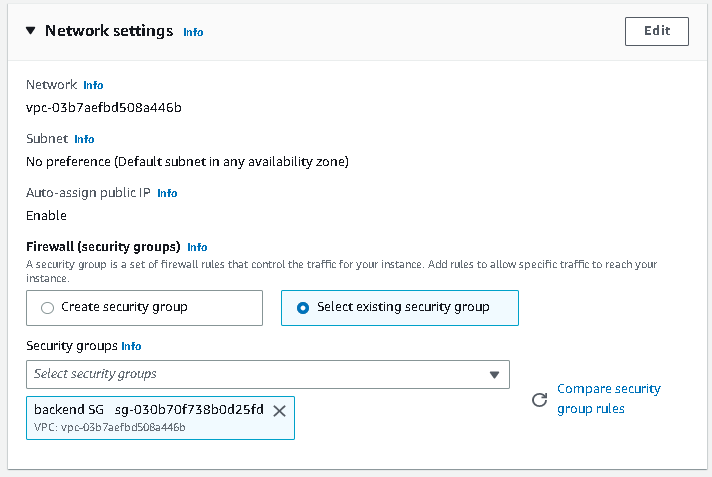 Network settings Info
Edit
Network Info
vpc-03b7aefbd508a446b
Subnet Info
No preference (Default subnet in any availability zone)
Auto-assign public IP Info
Enable
Firewall (security groups) Info
A security group is a set of firewall rules that control the traffic for your instance. Add rules to allow specific traffic to reach your
instance.
Create security group
Select existing security group
Security groups Info
Select security groups
backend SG sg-030b70f738b0d25fd
VPC: vpc-03b7aefbd508a446b
Compare security
group rules